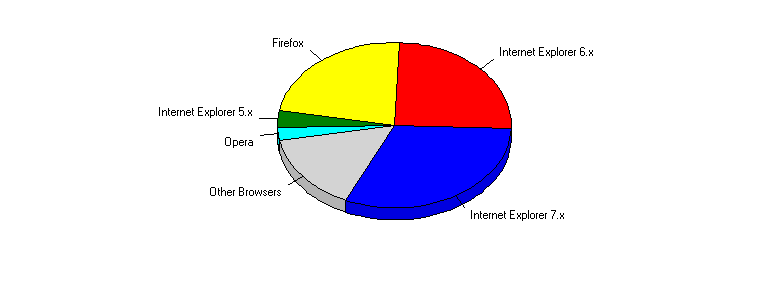 Firefox
Internet Explorer 6.x
Internet Explorer 5.x
Opera
Other Browsers
Internet Explorer 7.x